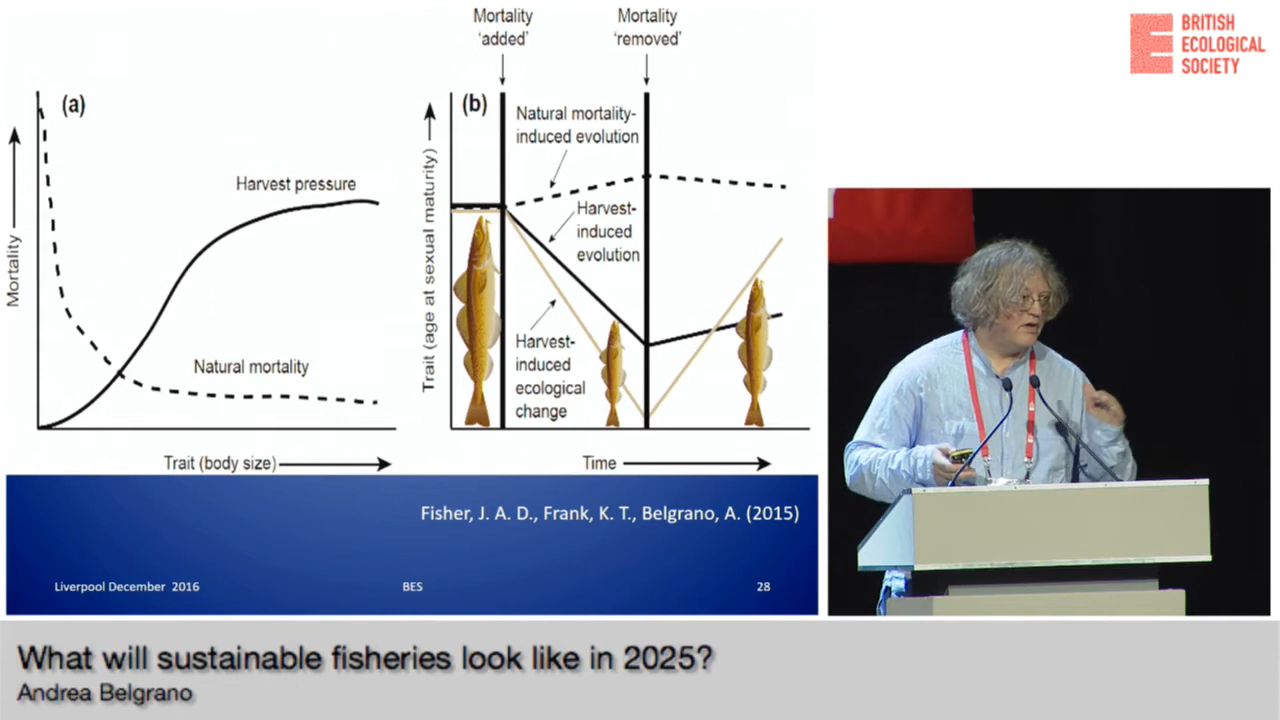 Mortality
'added'
Mortality
'removed'
BRITISH
ECOLOGICAL
SOCIETY
(a)
Mortality
Harvest pressure
Natural mortality
Trait (body size)
(b)
Trait (age at sexual maturity)
Natural mortality-
induced evolution
Harvest-
induced
evolution
Harvest-
induced
ecological
change
Time
Fisher, J. A. D., Frank, K. T., Belgrano, A. (2015)
Liverpool December 2016
BES
28
What will sustainable fisheries look like in 2025?
Andrea Belgrano